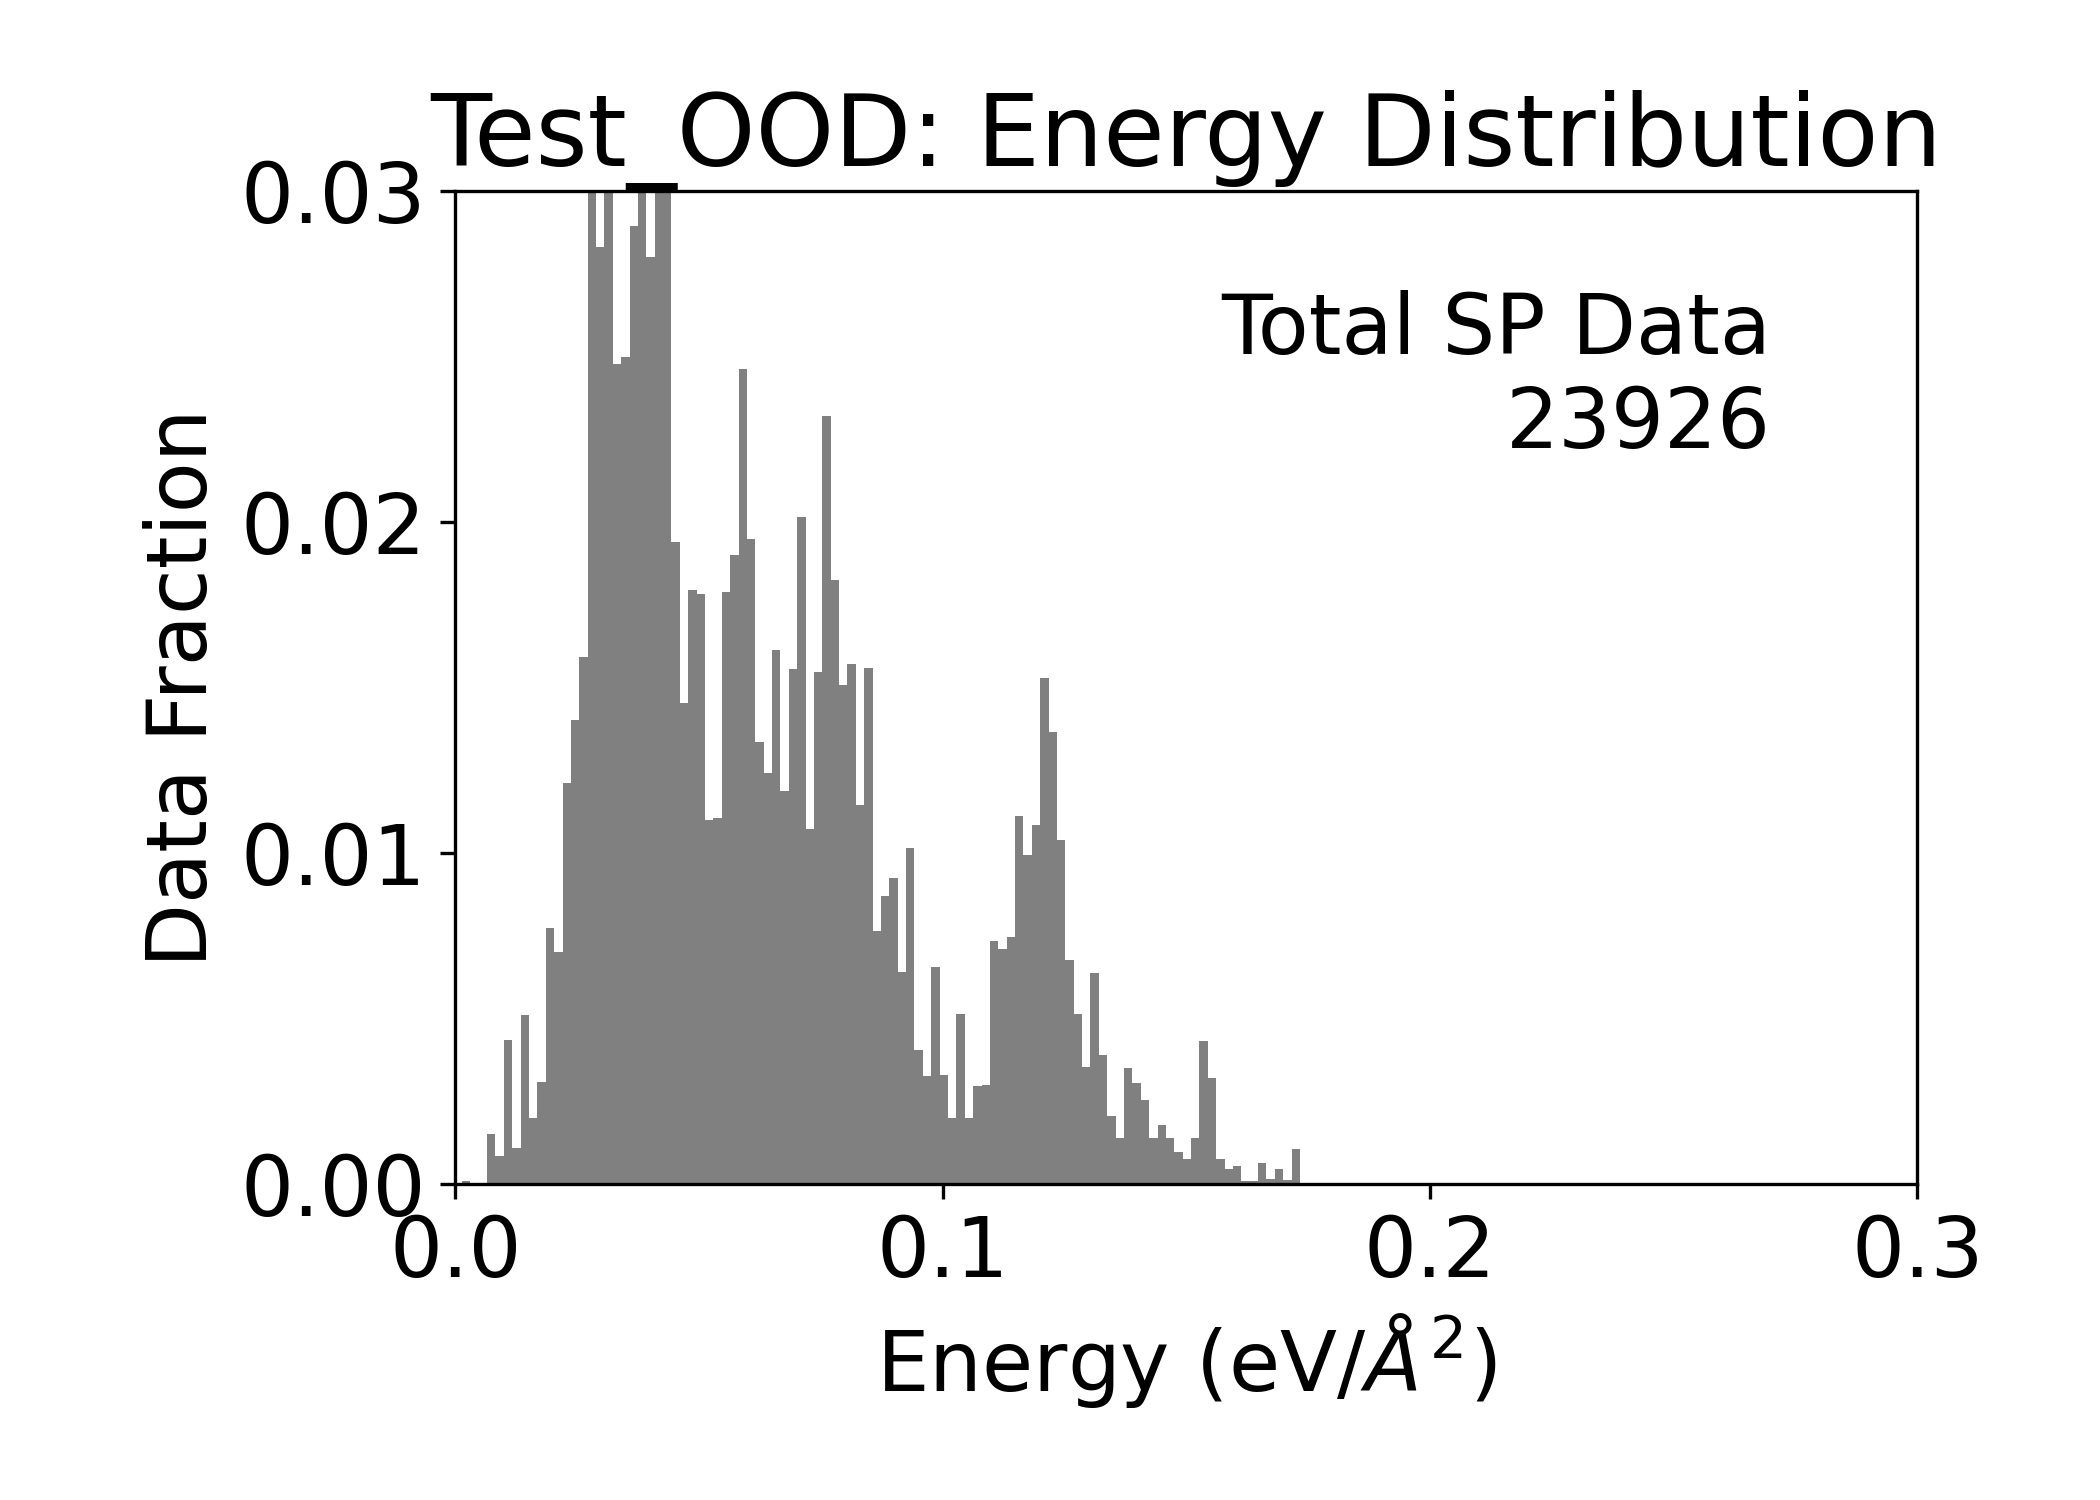 Test_OOD: Energy Distribution
0.03
0.02
0.01
0.00
Data Fraction
Total SP Data
23926
0.0 0.1 0.2 0.3
Energy (eV/Å²)